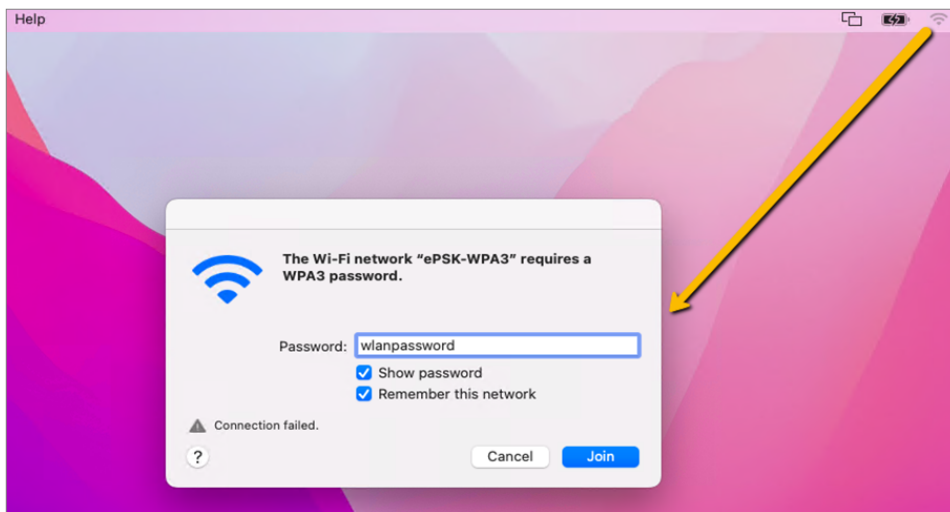 Help
The Wi-Fi network “ePSK-WPA3” requires a
WPA3 password.
Password: wlanpassword
Show password
Remember this network
Connection failed.
? Cancel Join